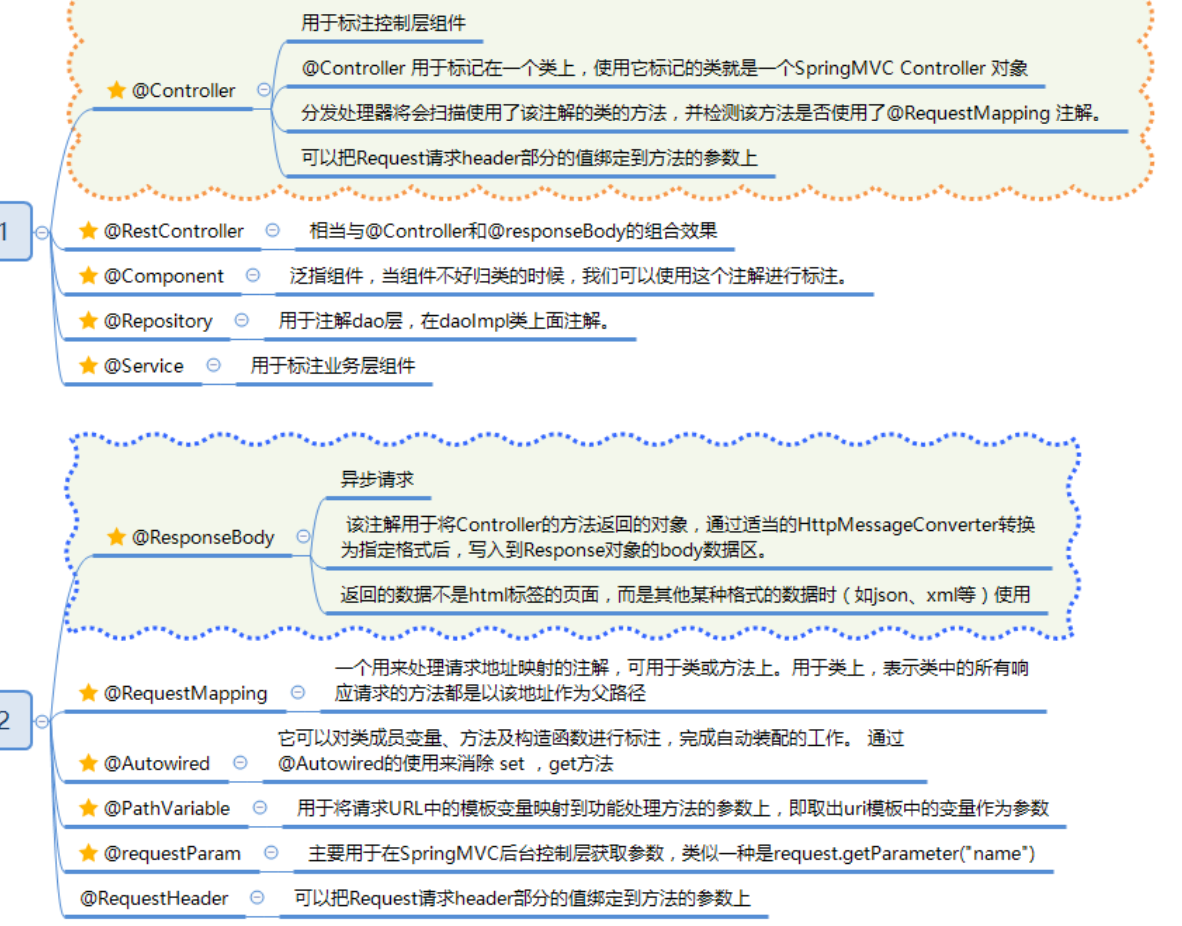 用于标注控制层组件
@Controller
@Controller 用于标记在一个类上，使用它标记的类就是一个SpringMVC Controller 对象
分发处理器将会扫描使用了该注解的类的方法，并检测该方法是否使用了@RequestMapping 注解。
可以把Request请求header部分的值绑定到方法的参数上
1
@RestController
相当与@Controller和@responseBody的组合效果
@Component
泛指组件，当组件不好归类的时候，我们可以使用这个注解进行标注。
@Repository
用于注解dao层，在daoImpl类上面注解。
@Service
用于标注业务层组件
异步请求
@ResponseBody
该注解用于将Controller的方法返回的对象，通过适当的HttpMessageConverter转换
为指定格式后，写入到Response对象的body数据区。
返回的数据不是html标签的页面，而是其他某种格式的数据时（如json、xml等）使用
@RequestMapping
一个用来处理请求地址映射的注解，可用于类或方法上。用于类上，表示类中的所有响
应请求的方法都是以该地址作为父路径
2
@Autowired
它可以对类成员变量、方法及构造函数进行标注，完成自动装配的工作。 通过
@Autowired的使用来消除 set ，get方法
@PathVariable
用于将请求URL中的模板变量映射到功能处理方法的参数上，即取出uri模板中的变量作为参数
@requestParam
主要用于在SpringMVC后台控制层获取参数，类似一种是request.getParameter("name")
@RequestHeader
可以把Request请求header部分的值绑定到方法的参数上